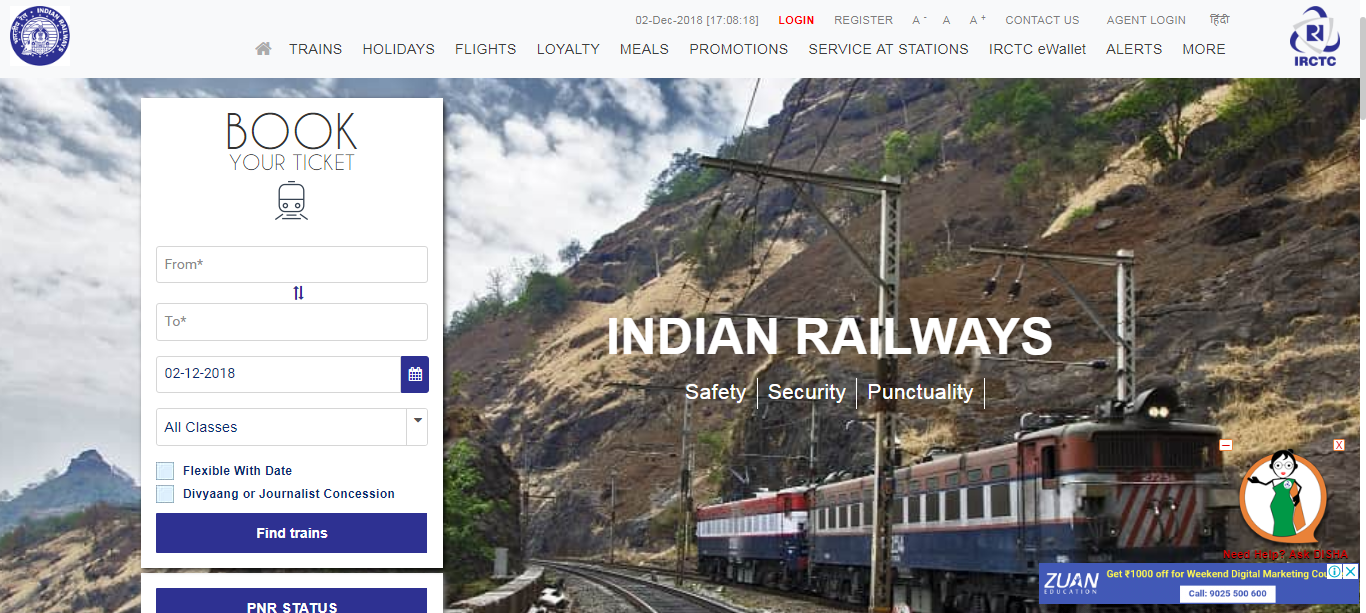 भारतीय रेल INDIAN RAILWAYS
02-Dec-2018 [17:08:18] LOGIN REGISTER A - A A + CONTACT US AGENT LOGIN हिंदी
TRAINS HOLIDAYS FLIGHTS LOYALTY MEALS PROMOTIONS SERVICE AT STATIONS IRCTC eWallet ALERTS MORE
IRCTC
BOOK
YOUR TICKET
From*
To*
02-12-2018
All Classes
Flexible With Date
Divyaang or Journalist Concession
Find trains
PNR STATUS
INDIAN RAILWAYS
Safety Security Punctuality
X
Need Help? Ask DISHA
ZUAN
EDUCATION
Get ₹1000 off for Weekend Digital Marketing
Call: 9025 500 600